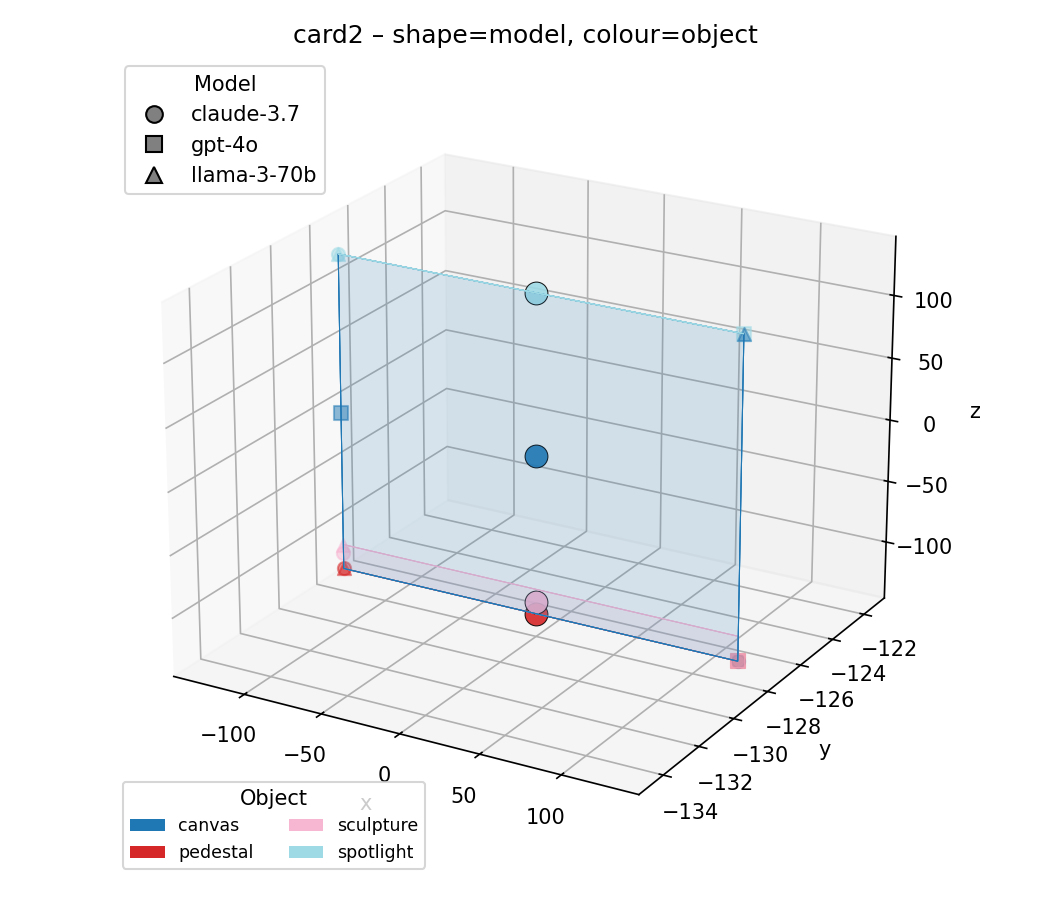 card2 – shape=model, colour=object
Model
claude-3.7
gpt-4o
llama-3-70b
100
50
0
−50
−100
z
−122
−124
−126
−128
−130
−132
−134
y
−100
−50
0
50
100
x
Object
canvas
pedestal
sculpture
spotlight